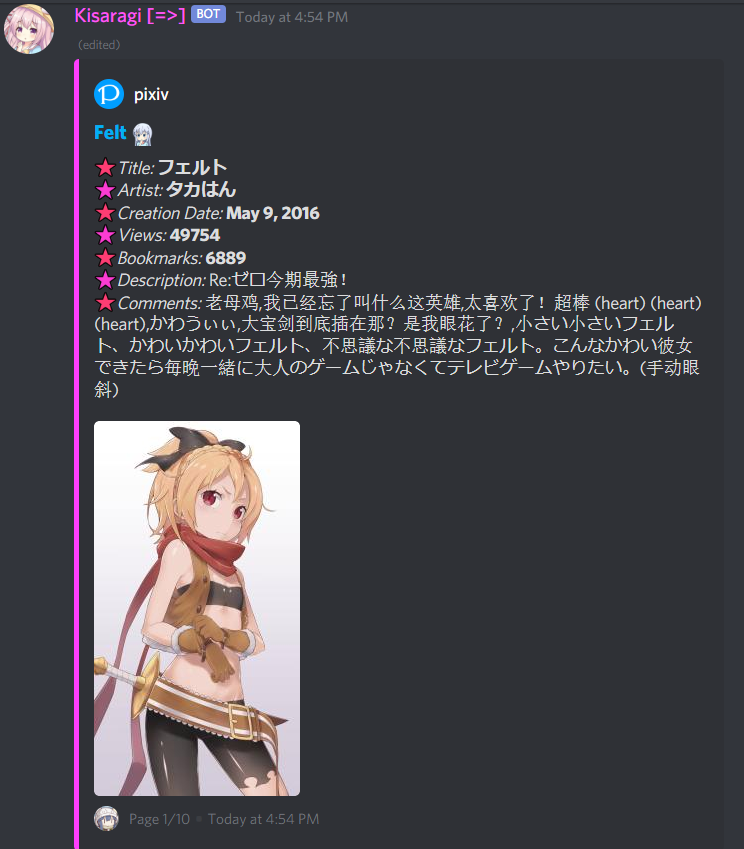 Kisaragi [=>] BOT Today at 4:54 PM
(edited)
pixiv
Felt
Title: フェルト
Artist: タカはん
Creation Date: May 9, 2016
Views: 49754
Bookmarks: 6889
Description: Re:ゼロ今期最強！
Comments: 老母鸡,我已经忘了叫什么这英雄,太喜欢了！超棒 (heart) (heart)
(heart),かわうぃぃ,大宝剑到底插在那？是我眼花了？,小さい小さいフェル
ト、かわいかわいフェルト、不思議な不思議なフェルト。こんなかわい彼女
できたら毎晩一緒に大人のゲームじゃなくてテレビゲームやりたい。(手动眼
斜)
Page 1/10 • Today at 4:54 PM